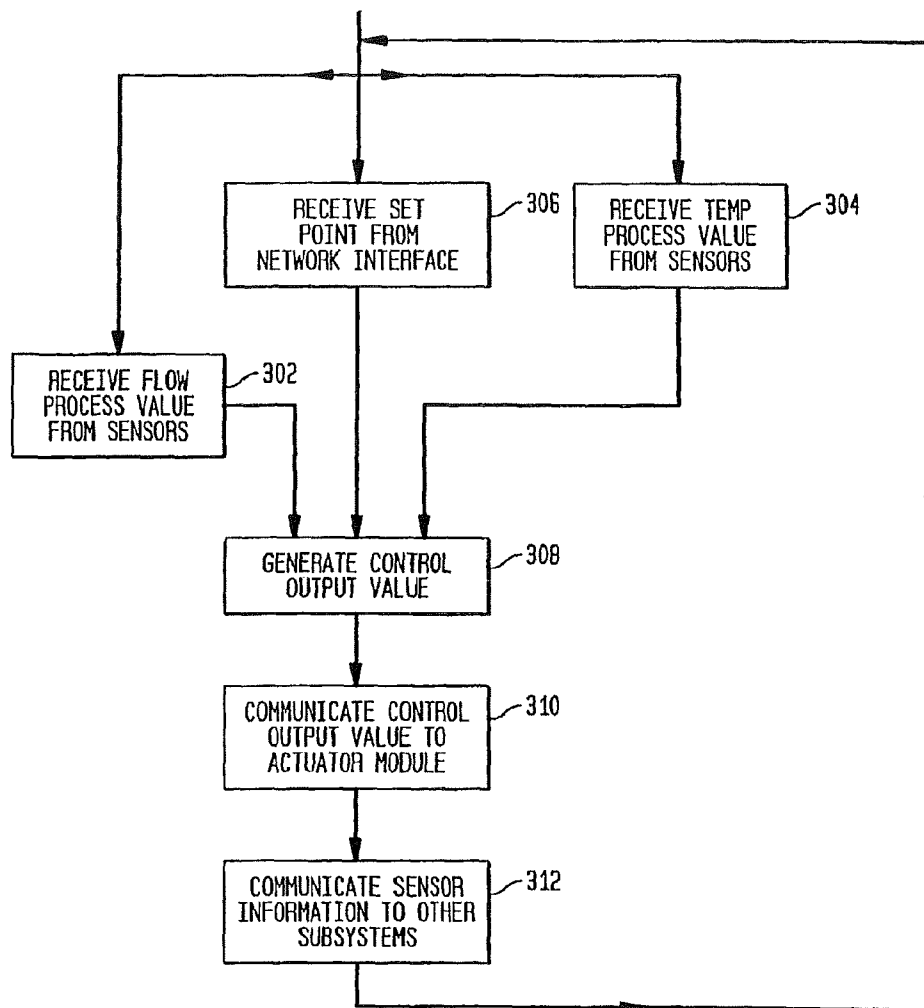 RECEIVE SET
POINT FROM
NETWORK INTERFACE
306
RECEIVE TEMP
PROCESS VALUE
FROM SENSORS
304
RECEIVE FLOW
PROCESS VALUE
FROM SENSORS
302
GENERATE CONTROL
OUTPUT VALUE
308
COMMUNICATE CONTROL
OUTPUT VALUE TO
ACTUATOR MODULE
310
COMMUNICATE SENSOR
INFORMATION TO OTHER
SUBSYSTEMS
312